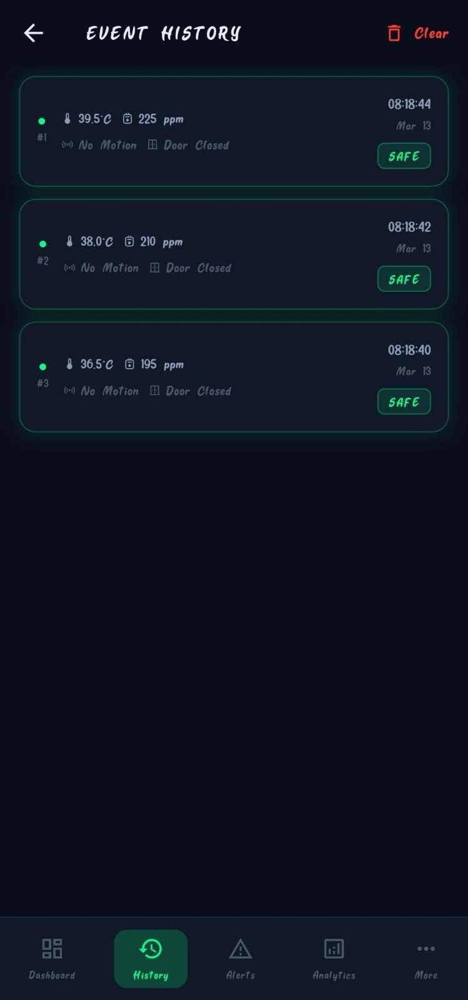 EVENT HISTORY
Clear
39.5°C 225 ppm
#1
No Motion Door Closed
08:18:44
Mar 13
SAFE
38.0°C 210 ppm
#2
No Motion Door Closed
08:18:42
Mar 13
SAFE
36.5°C 195 ppm
#3
No Motion Door Closed
08:18:40
Mar 13
SAFE
Dashboard
History
Alerts
Analytics
More